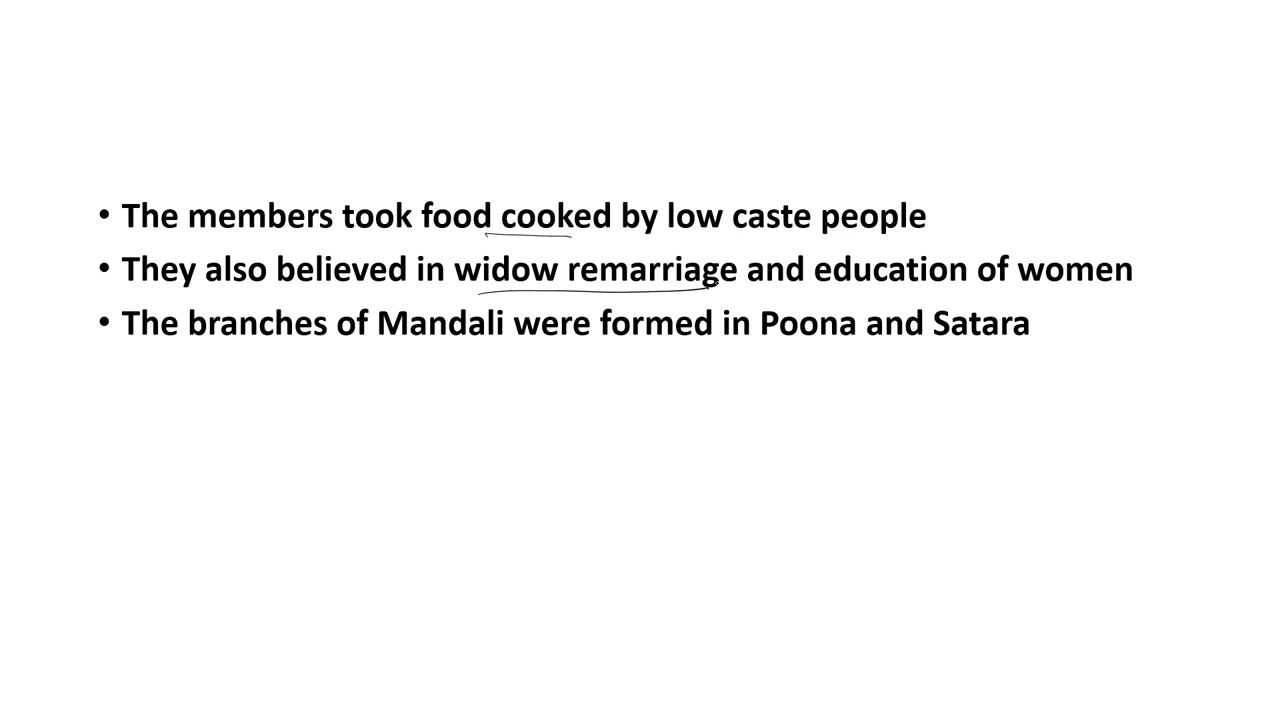 • The members took food cooked by low caste people
• They also believed in widow remarriage and education of women
• The branches of Mandali were formed in Poona and Satara